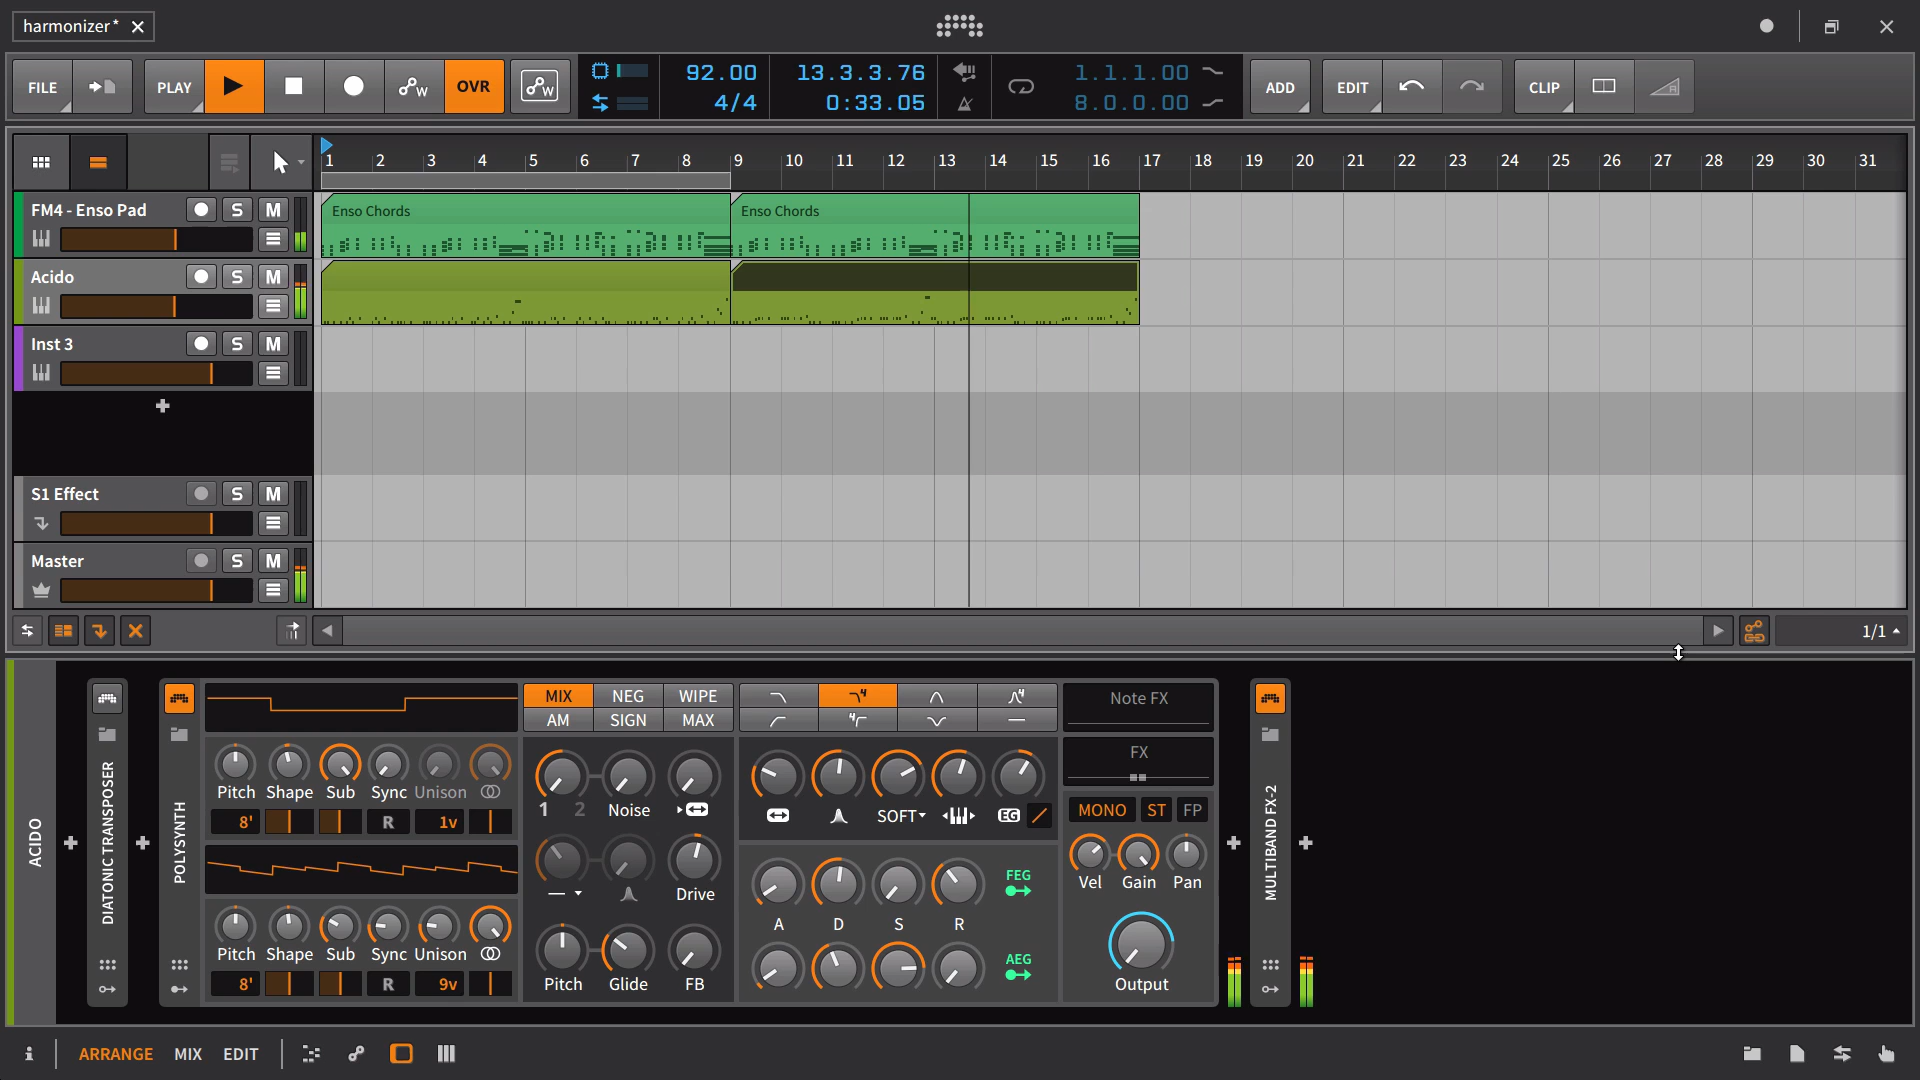 harmonizer*
FILE PLAY OVR 92.00 13.3.3.76 1.1.1.00 ADD EDIT CLIP
4/4 0:33.05 8.0.0.00
1 2 3 4 5 6 7 8 9 10 11 12 13 14 15 16 17 18 19 20 21 22 23 24 25 26 27 28 29 30 31
FM4 - Enso Pad S M
Enso Chords Enso Chords
Acido S M
Inst 3 S M
S1 Effect S M
Master S M
1/1
ACIDO
DIATONIC TRANSPOSER
POLYSYNTH
MIX NEG WIPE
AM SIGN MAX
Pitch Shape Sub Sync Unison
8' R 1v
Pitch Shape Sub Sync Unison
8' R 9v
1 2 Noise
Drive
Pitch Glide FB
4
4
4
SOFT EG
FEG
A D S R
AEG
Note FX
FX
MONO ST FP
Vel Gain Pan
Output
MULTIBAND FX-2
ARRANGE MIX EDIT